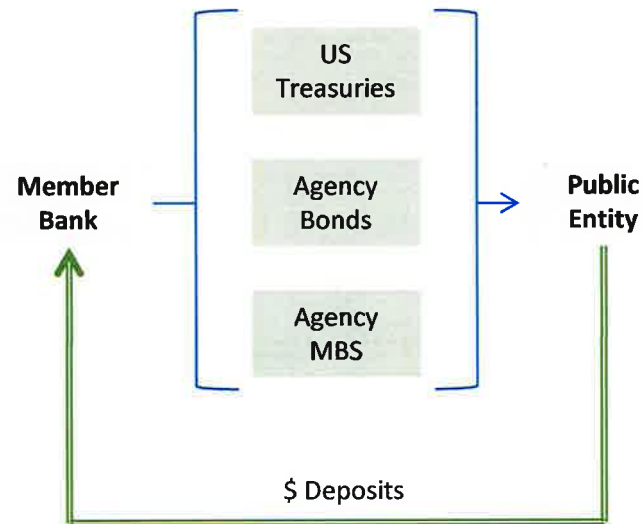 US
Treasuries
Member
Bank
Agency
Bonds
Public
Entity
Agency
MBS
$ Deposits